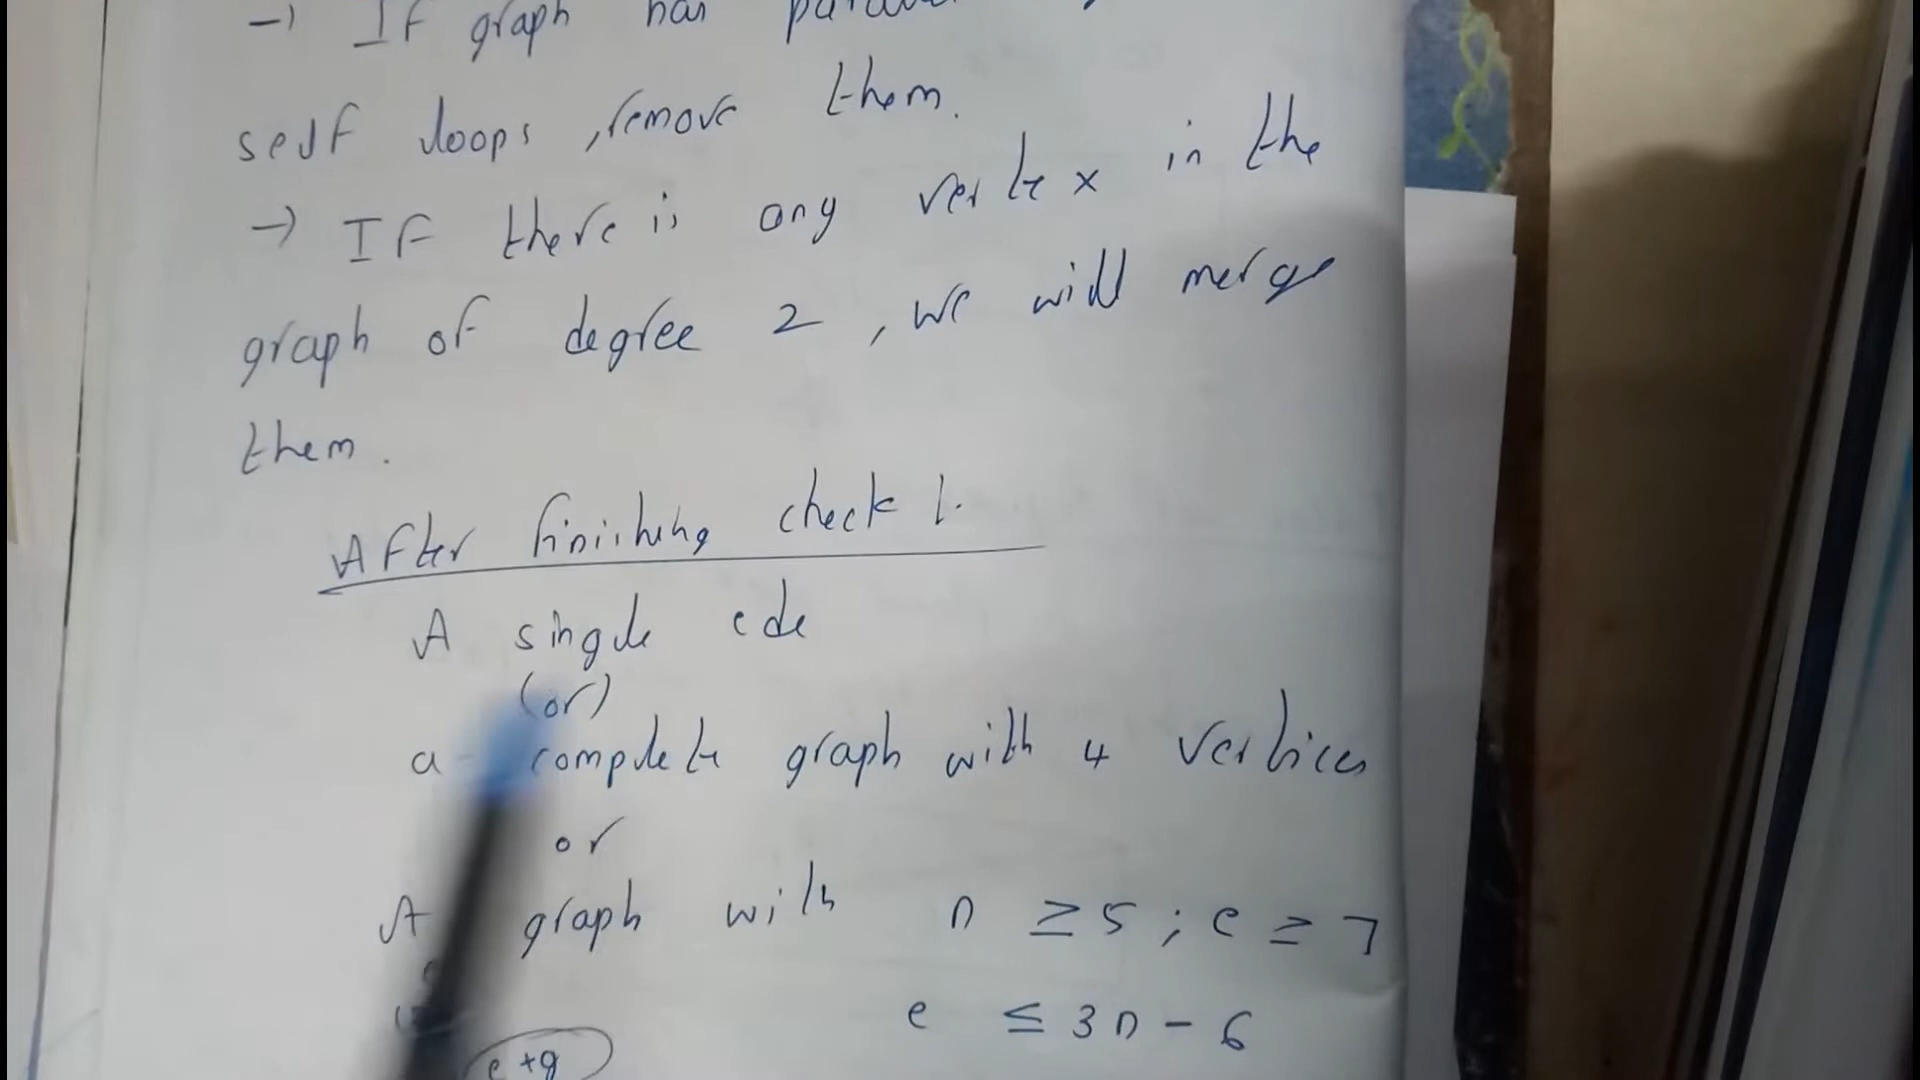 → If graph has
self loops, remove them.
→ IF there is any vertex in the
graph of degree 2, we will merge
them.
After finishing check 1.
A single ede
(or)
a complete graph with 4 vertices
or
A graph with n ≥ 5 ; e ≥ 7
e ≤ 3n - 6